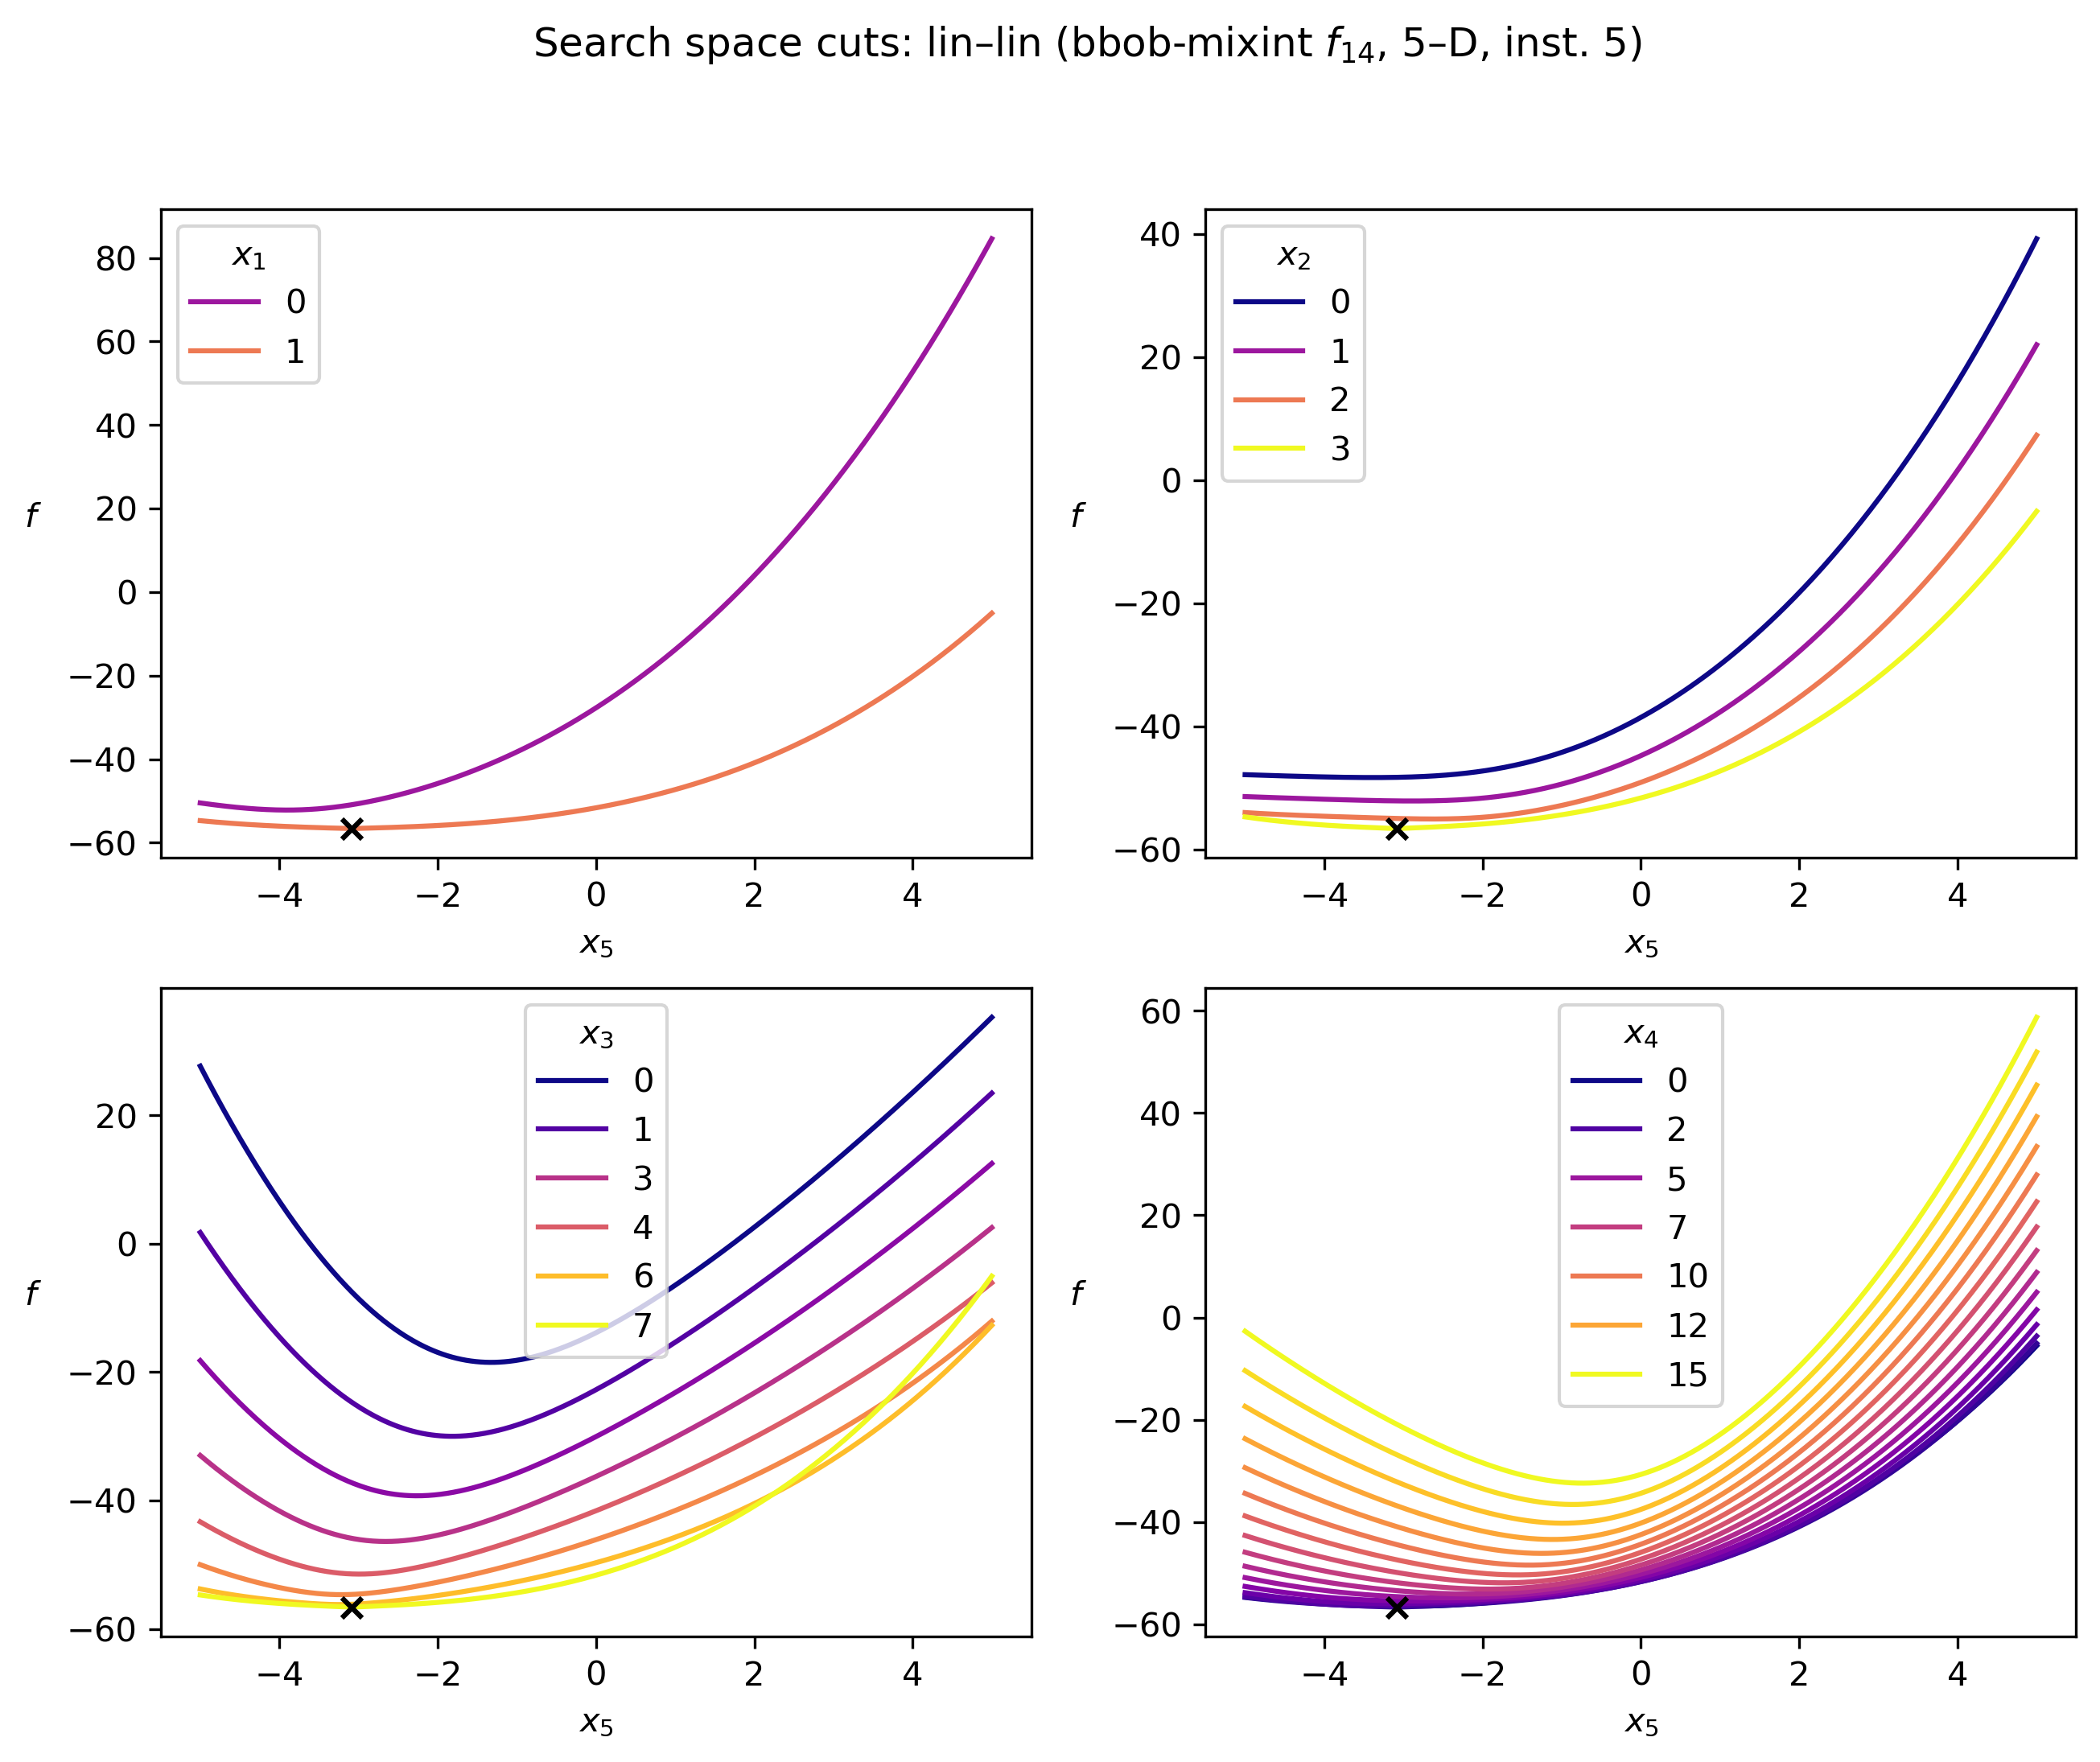 Search space cuts: lin–lin (bbob-mixint f₁₄, 5–D, inst. 5)
x₁
0
1
80
60
40
20
0
−20
−40
−60
f
−4 −2 0 2 4
x₅
x₂
0
1
2
3
40
20
0
−20
−40
−60
f
−4 −2 0 2 4
x₅
x₃
0
1
3
4
6
7
20
0
−20
−40
−60
f
−4 −2 0 2 4
x₅
x₄
0
2
5
7
10
12
15
60
40
20
0
−20
−40
−60
f
−4 −2 0 2 4
x₅